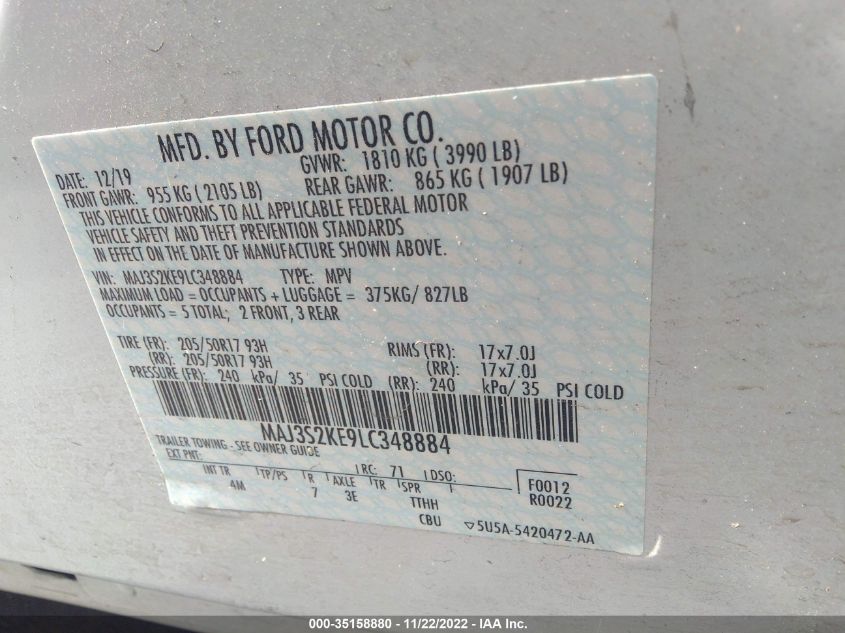 MFD. BY FORD MOTOR CO.
DATE: 12/19 GVWR: 1810 KG ( 3990 LB)
FRONT GAWR: 955 KG ( 2105 LB) REAR GAWR: 865 KG ( 1907 LB)
THIS VEHICLE CONFORMS TO ALL APPLICABLE FEDERAL MOTOR
VEHICLE SAFETY AND THEFT PREVENTION STANDARDS
IN EFFECT ON THE DATE OF MANUFACTURE SHOWN ABOVE.
VIN: MAJ3S2KE9LC348884 TYPE: MPV
MAXIMUM LOAD = OCCUPANTS + LUGGAGE = 375KG/ 827LB
OCCUPANTS = 5 TOTAL; 2 FRONT, 3 REAR
TIRE (FR): 205/50R17 93H RIMS (FR): 17x7.0J
(RR): 205/50R17 93H (RR): 17x7.0J
PRESSURE (FR): 240 kPa/ 35 PSI COLD (RR): 240 kPa/ 35 PSI COLD
MAJ3S2KE9LC348884
TRAILER TOWING - SEE OWNER GUIDE
EXT PNT: RC: 71 DSO: F0012
INT TR TP/PS R AXLE TR SPR R0022
4M 7 3E TTHH
CBU ▽5U5A-5420472-AA
000-35158880 - 11/22/2022 - IAA Inc.